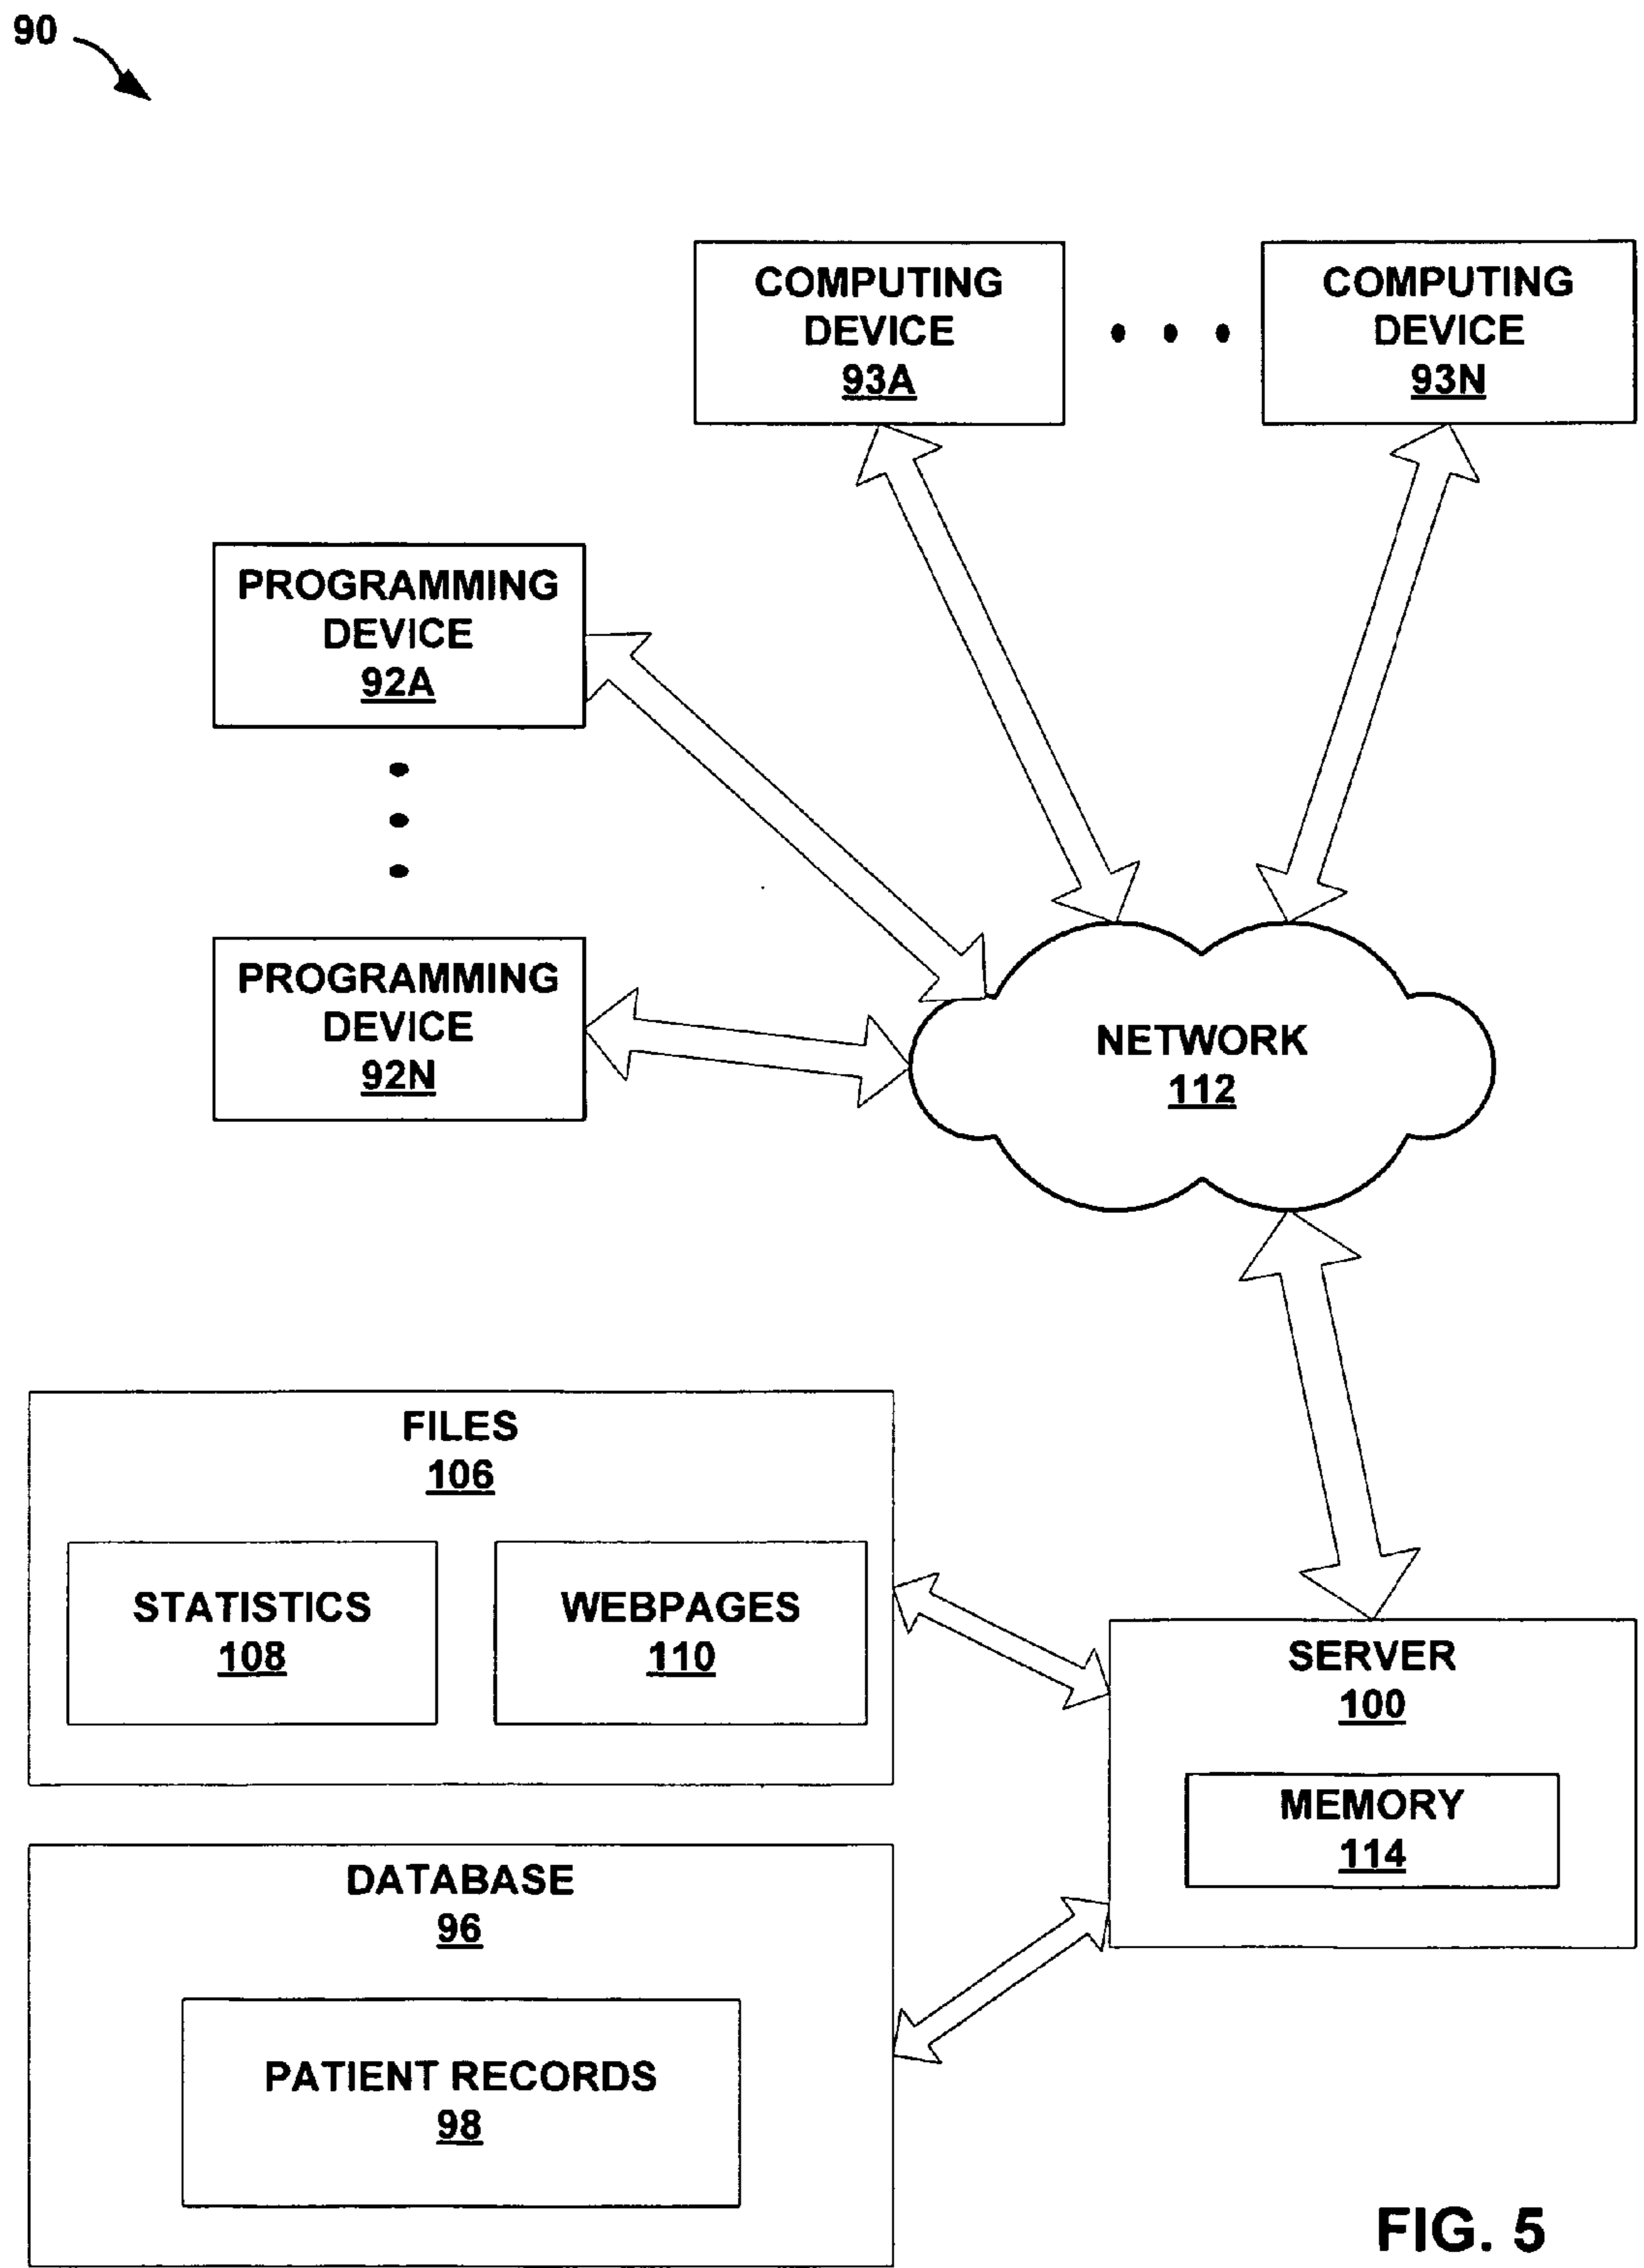 90
COMPUTING
DEVICE
93A
COMPUTING
DEVICE
93N
PROGRAMMING
DEVICE
92A
PROGRAMMING
DEVICE
92N
NETWORK
112
FILES
106
STATISTICS
108
WEBPAGES
110
SERVER
100
MEMORY
114
DATABASE
96
PATIENT RECORDS
98
FIG. 5